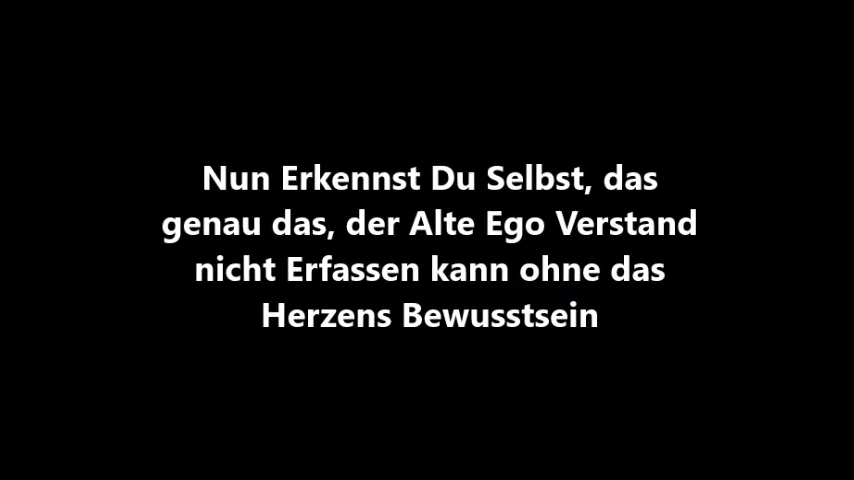 Nun Erkennst Du Selbst, das
genau das, der Alte Ego Verstand
nicht Erfassen kann ohne das
Herzens Bewusstsein